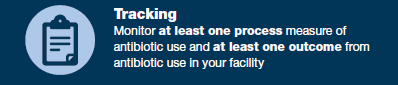 Tracking
Monitor at least one process measure of
antibiotic use and at least one outcome from
antibiotic use in your facility